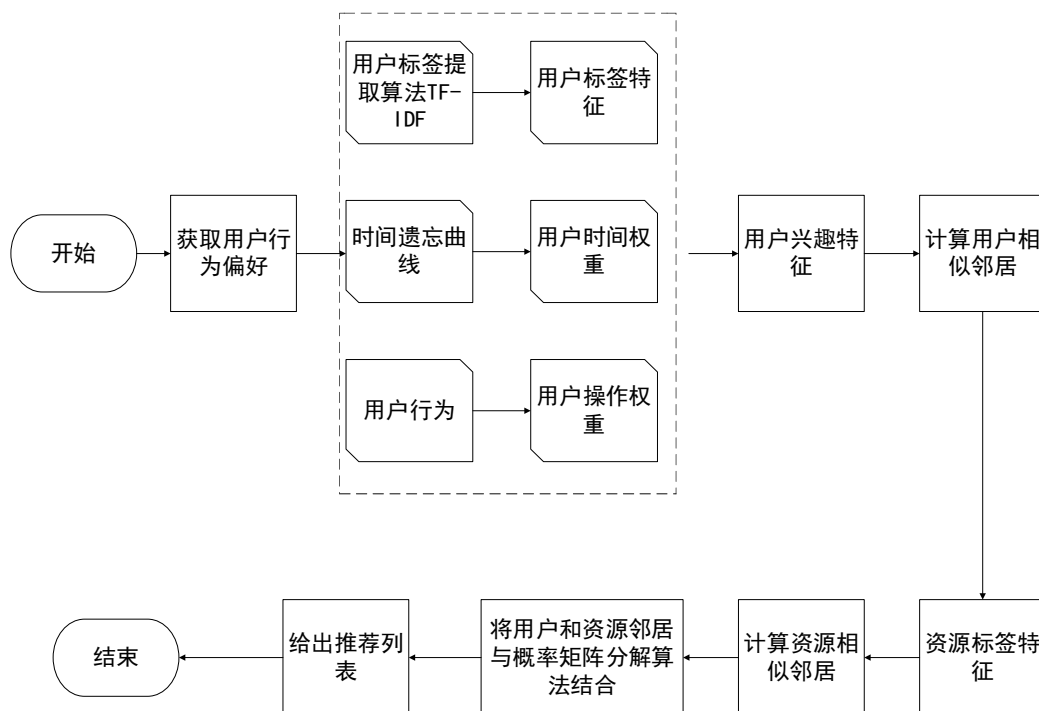 用户标签提
取算法TF-
IDF
用户标签特
征
开始
获取用户行
为偏好
时间遗忘曲
线
用户时间权
重
用户兴趣特
征
计算用户相
似邻居
用户行为
用户操作权
重
结束
给出推荐列
表
将用户和资源邻居
与概率矩阵分解算
法结合
计算资源相
似邻居
资源标签特
征